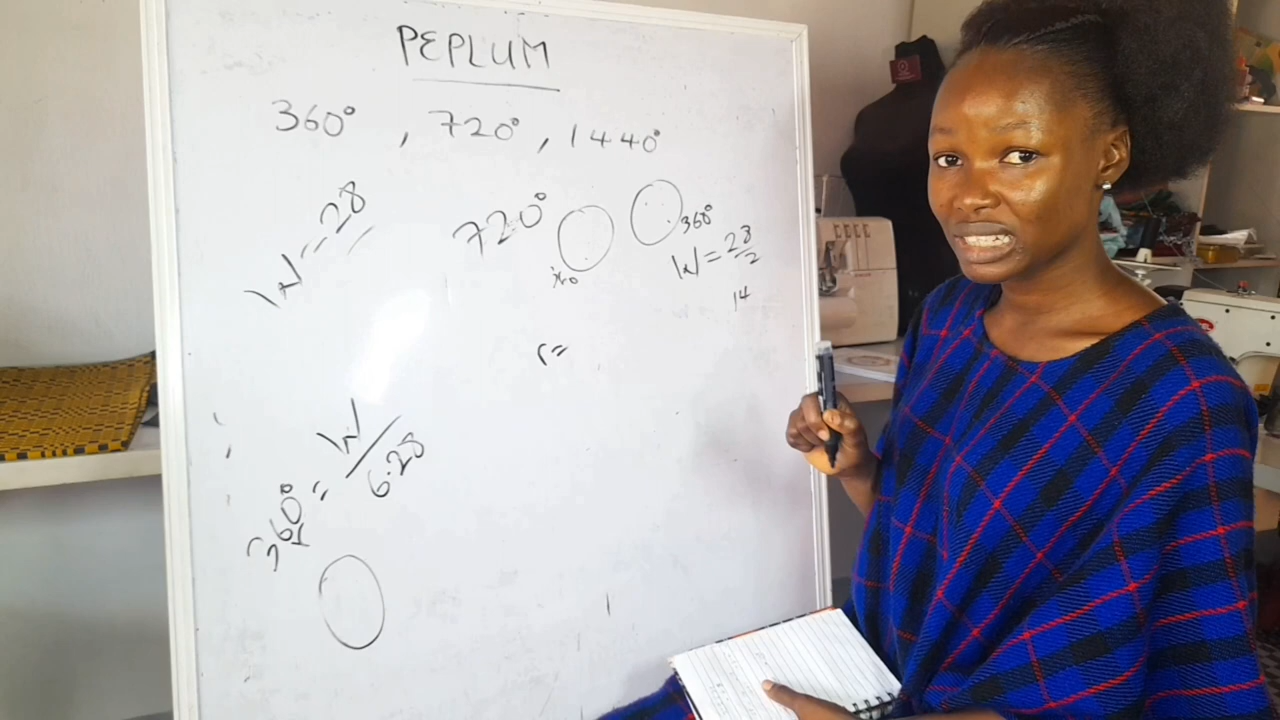 PEPLUM
360°, 720°, 1440°
W = 28
720°
360°
W = 28/2
14
r =
360° = W/6.28